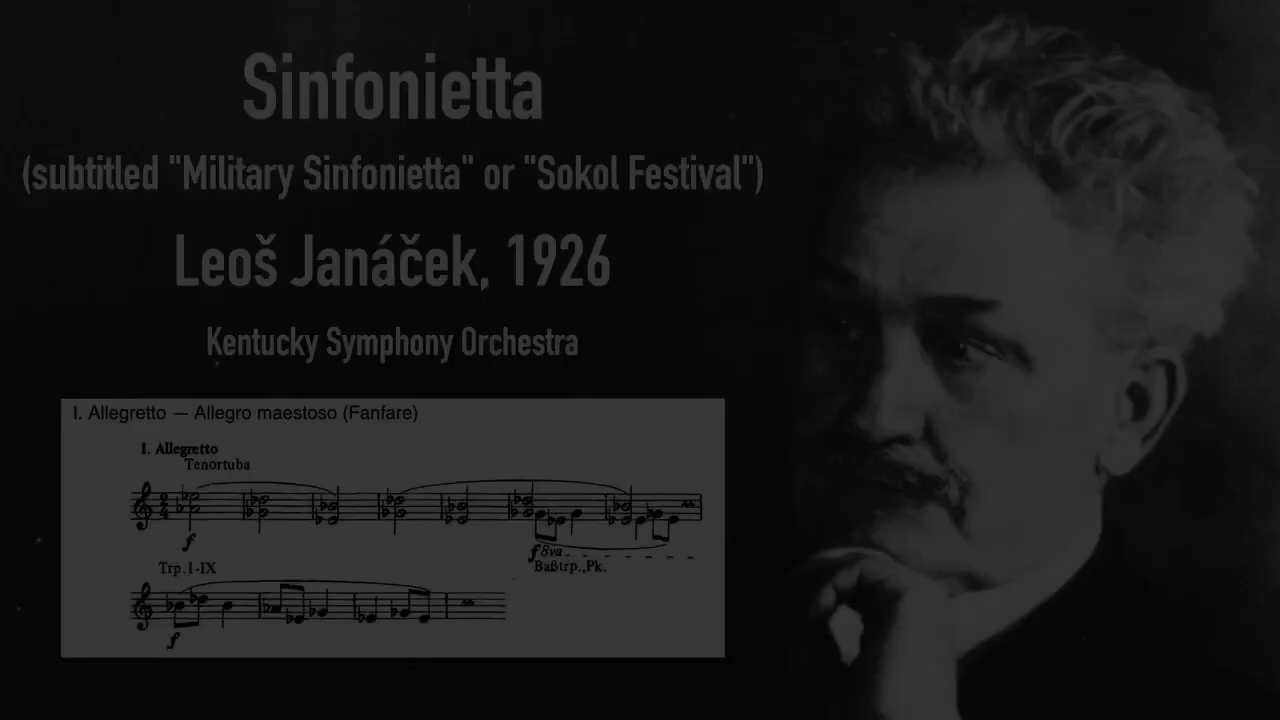 Sinfonietta
(subtitled "Military Sinfonietta" or "Sokol Festival")
Leoš Janáček, 1926
Kentucky Symphony Orchestra
I. Allegretto — Allegro maestoso (Fanfare)
I. Allegretto
Tenortuba
f
f 8va
Trp.1-IX
Baßtrp.,Pk.
f